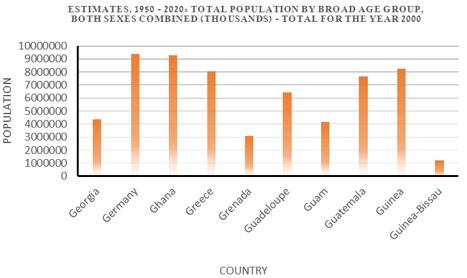 ESTIMATES, 1950 - 2020: TOTAL POPULATION BY BROAD AGE GROUP,
BOTH SEXES COMBINED (THOUSANDS) - TOTAL FOR THE YEAR 2000
POPULATION
10000000
9000000
8000000
7000000
6000000
5000000
4000000
3000000
2000000
1000000
0
Georgia
Germany
Ghana
Greece
Grenada
Guadeloupe
Guam
Guatemala
Guinea
Guinea-Bissau
COUNTRY